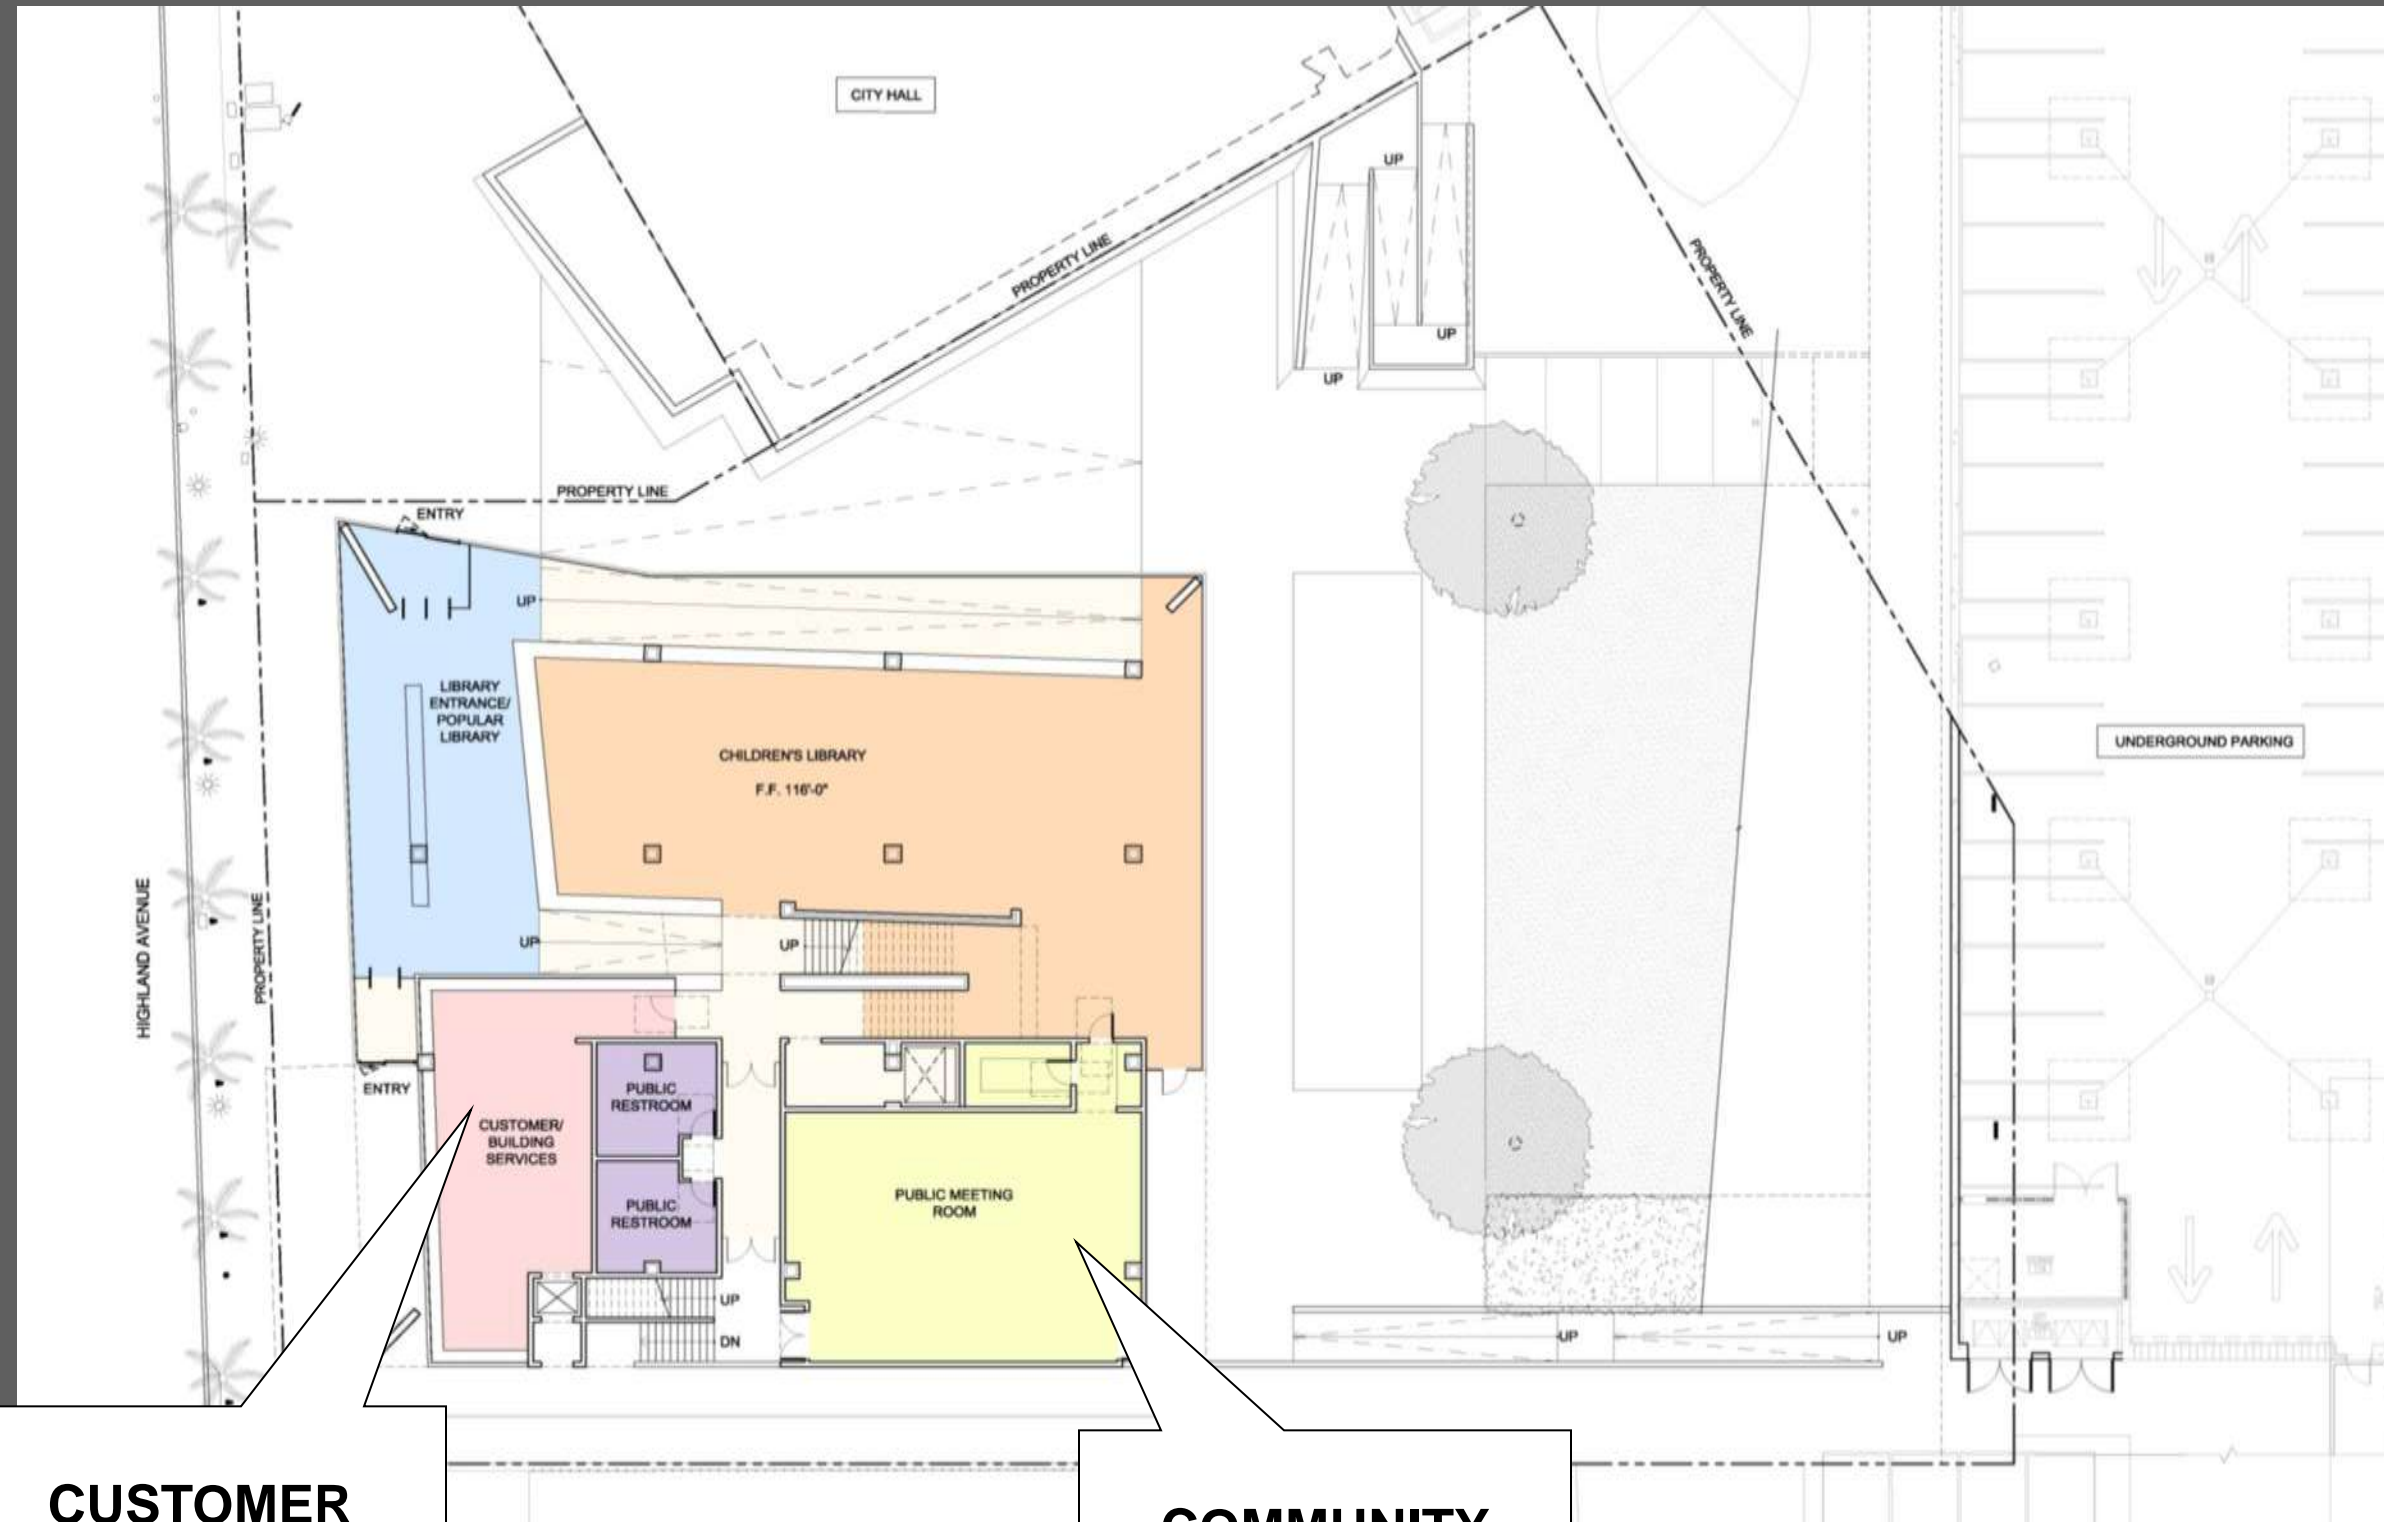 CITY HALL
UP
PROPERTY LINE
PROPERTY LINE
UP
UP
PROPERTY LINE
ENTRY
UP
LIBRARY
ENTRANCE/
POPULAR
LIBRARY
CHILDREN'S LIBRARY
F.F. 116'-0"
UNDERGROUND PARKING
HIGHLAND AVENUE
PROPERTY LINE
UP
UP
ENTRY
PUBLIC
RESTROOM
CUSTOMER/
BUILDING
SERVICES
PUBLIC
RESTROOM
PUBLIC MEETING
ROOM
UP
DN
UP
UP
CUSTOMER
COMMUNITY